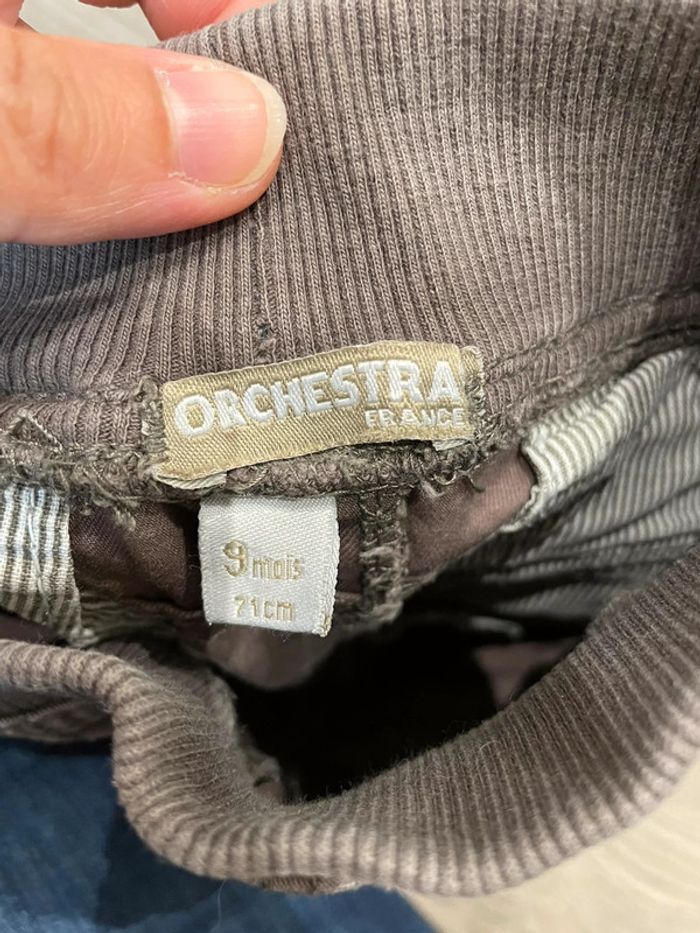 ORCHESTRA
FRANCE
9 mois
71cm